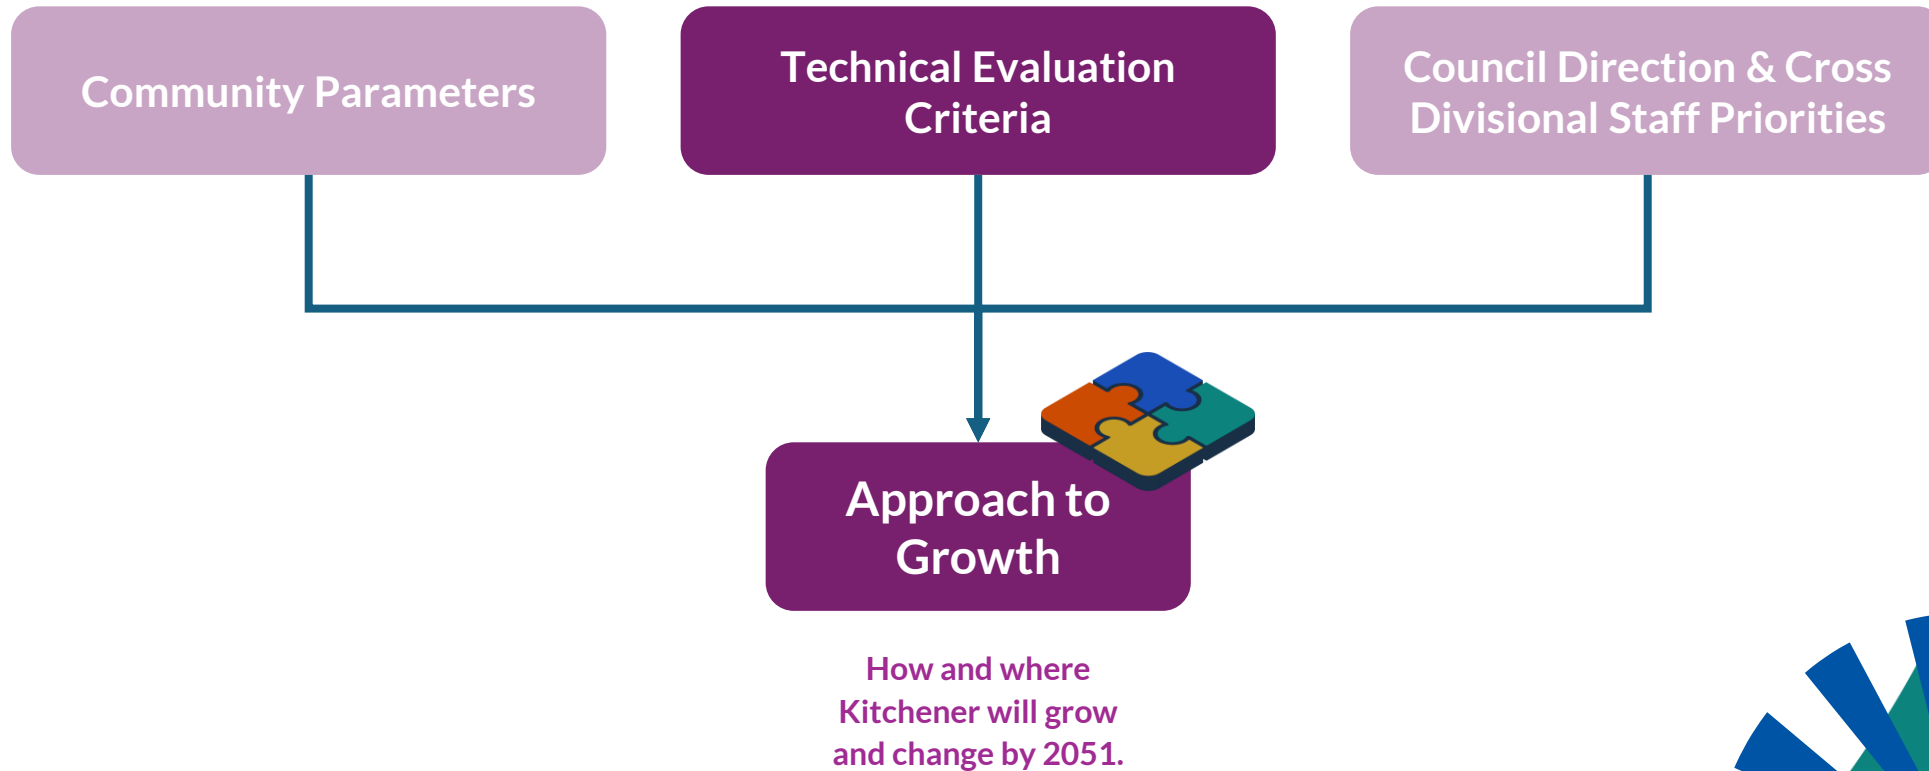 Community Parameters
Technical Evaluation
Criteria
Council Direction & Cross
Divisional Staff Priorities
Approach to
Growth
How and where
Kitchener will grow
and change by 2051.